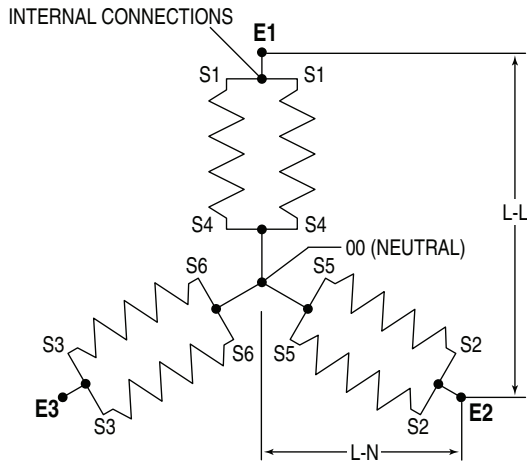 INTERNAL CONNECTIONS
E1
S1 S1
S4 S4
L-L
00 (NEUTRAL)
S6 S5
S3 S6 S5 S2
E3 S3 S2 E2
L-N